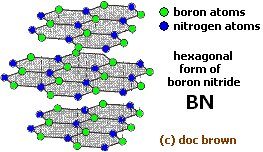 boron atoms
nitrogen atoms
hexagonal
form of
boron nitride
BN
(c) doc brown